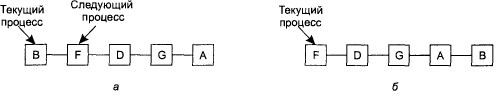 Текущий
процесс
Следующий
процесс
B F D G A
а
Текущий
процесс
F D G A B
б